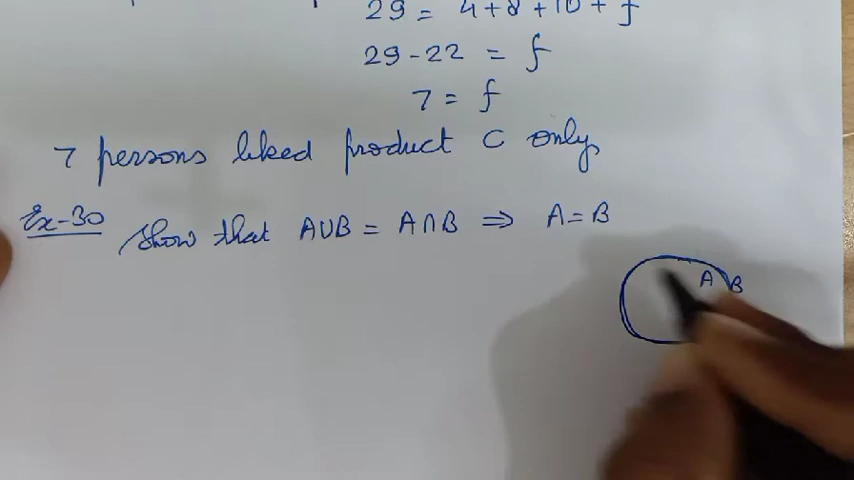 29 = 4+8+10+ f
29-22 = f
7 = f
7 persons liked product C only,
Ex-30 Show that A∪B = A∩B ⇒ A=B
A B